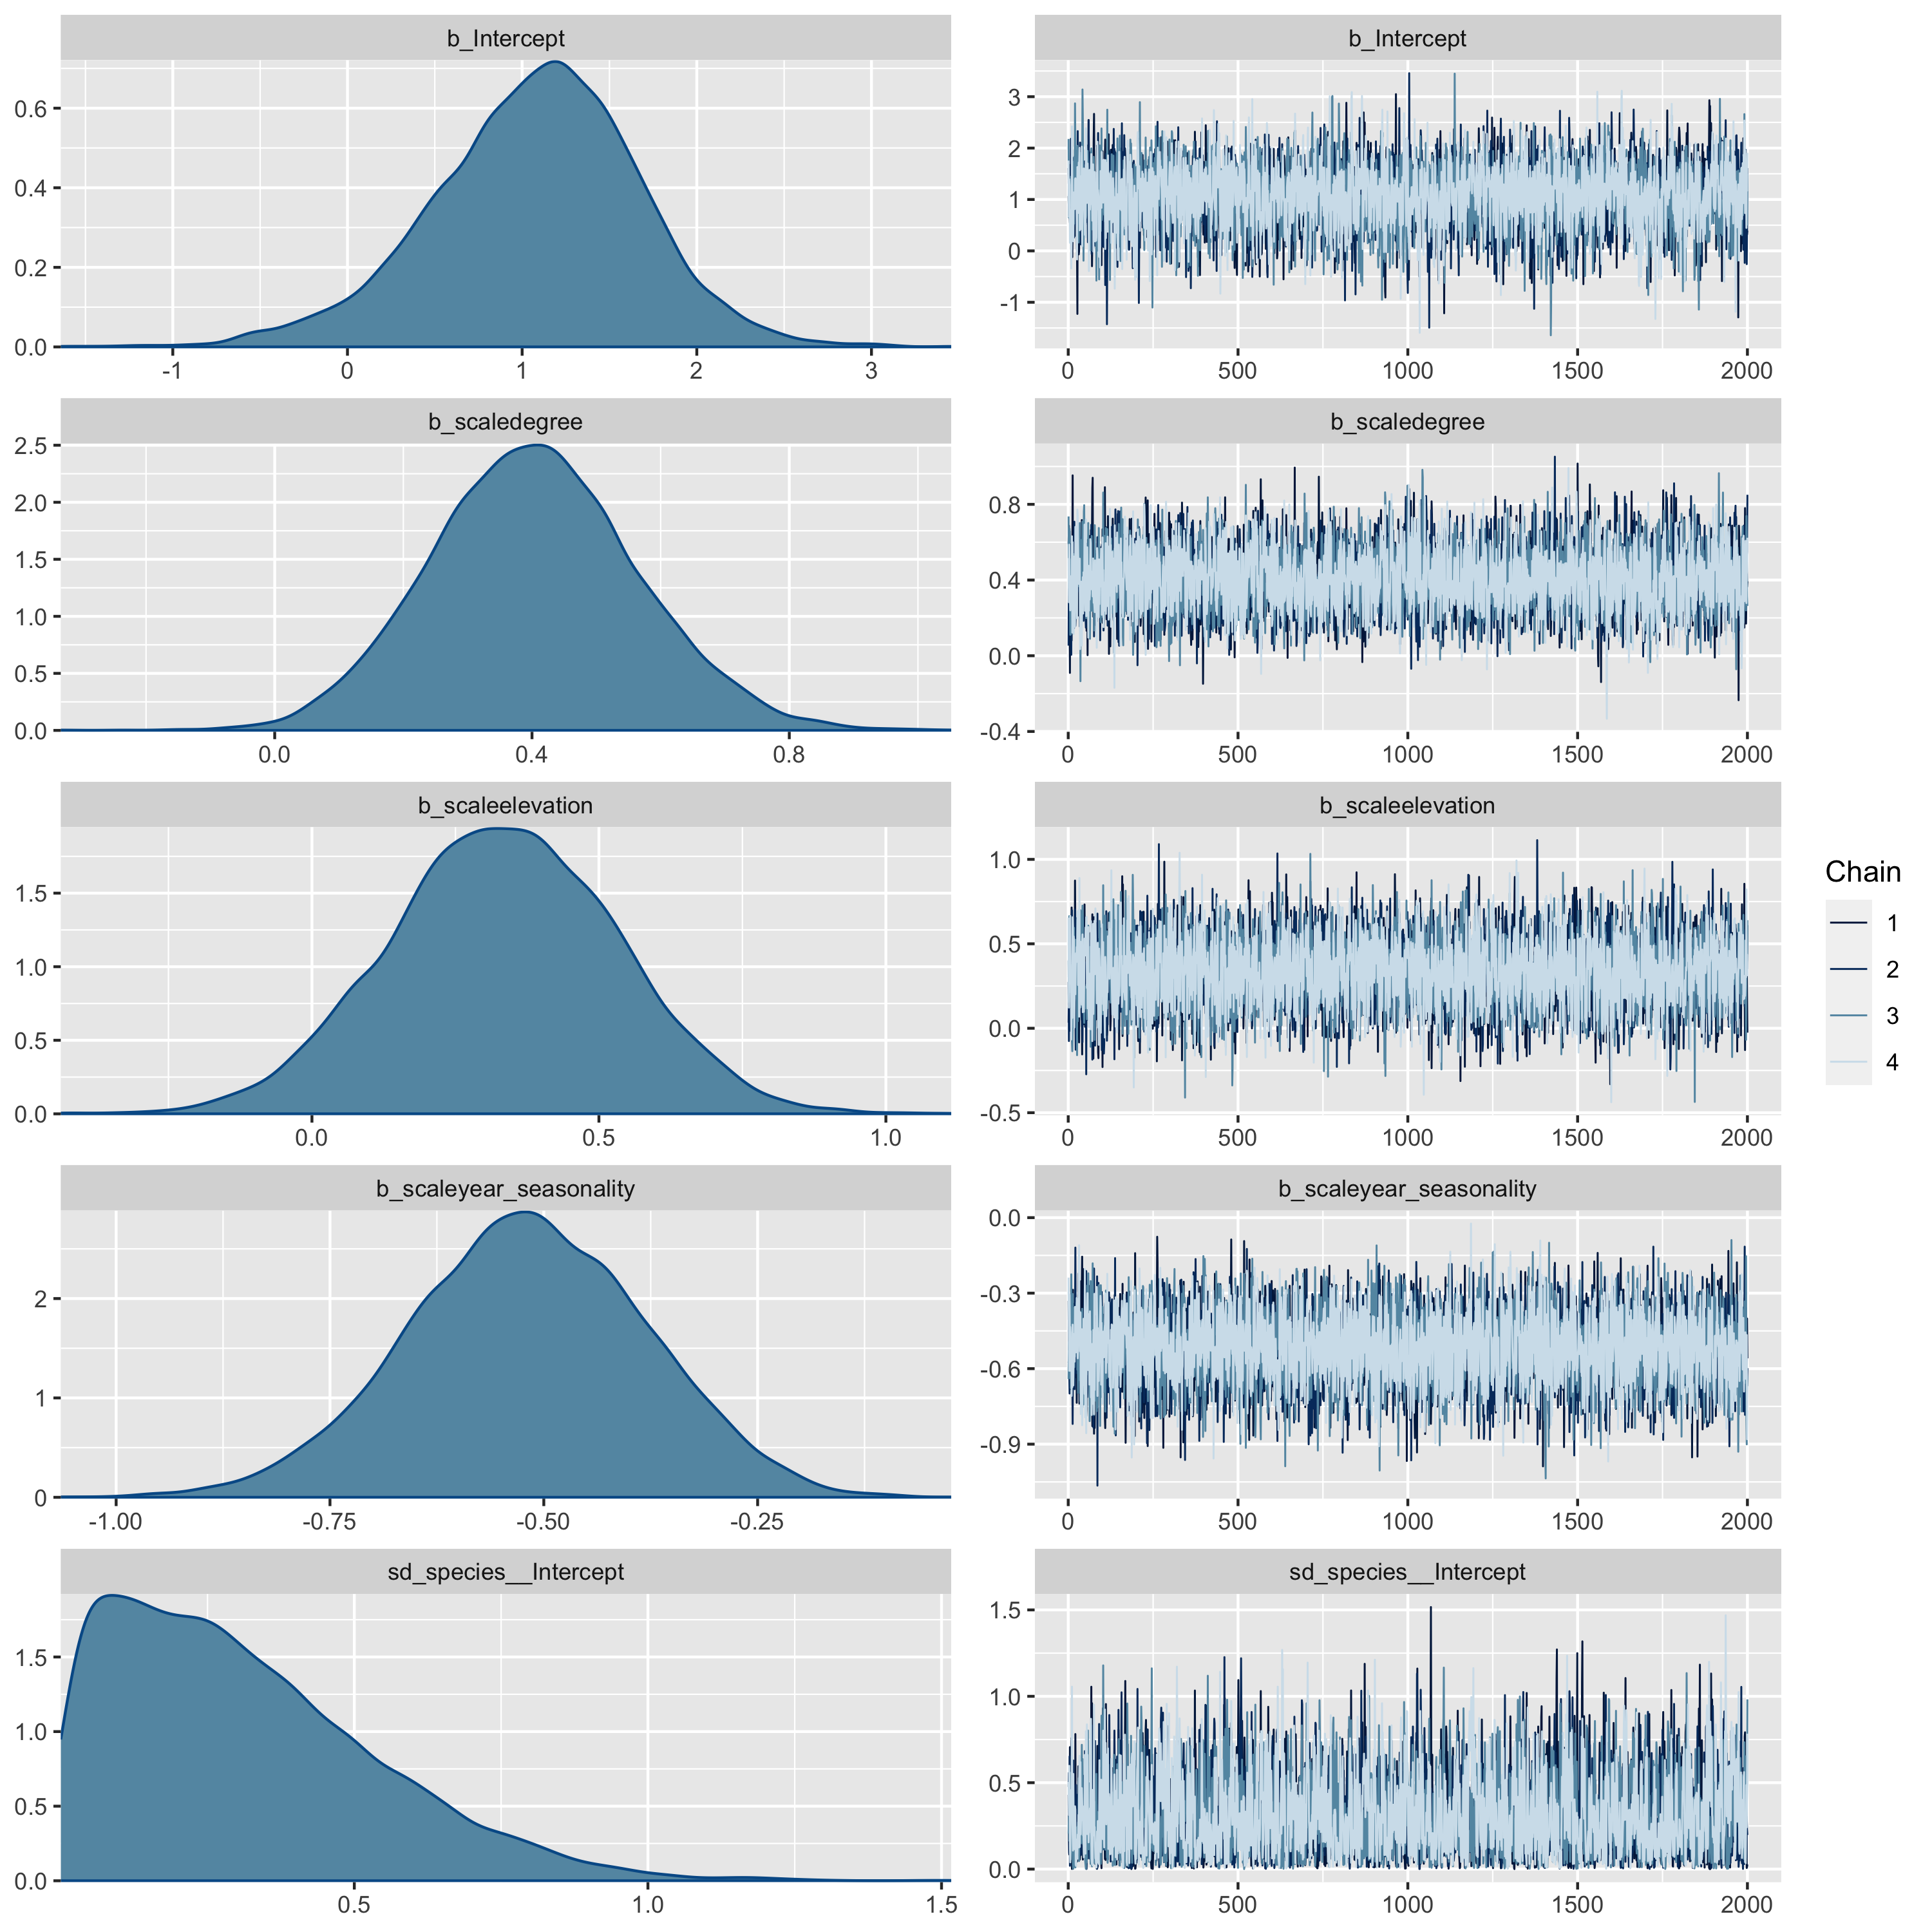 b_Intercept
0.6
0.4
0.2
0.0
-1 0 1 2 3
b_Intercept
3
2
1
0
-1
0 500 1000 1500 2000
b_scaledegree
2.5
2.0
1.5
1.0
0.5
0.0
0.0 0.4 0.8
b_scaledegree
0.8
0.4
0.0
-0.4
0 500 1000 1500 2000
b_scaleelevation
1.5
1.0
0.5
0.0
0.0 0.5 1.0
b_scaleelevation
1.0
0.5
0.0
-0.5
0 500 1000 1500 2000
b_scaleyear_seasonality
2
1
0
-1.00 -0.75 -0.50 -0.25
b_scaleyear_seasonality
0.0
-0.3
-0.6
-0.9
0 500 1000 1500 2000
sd_species__Intercept
1.5
1.0
0.5
0.0
0.5 1.0 1.5
sd_species__Intercept
1.5
1.0
0.5
0.0
0 500 1000 1500 2000
Chain
1
2
3
4